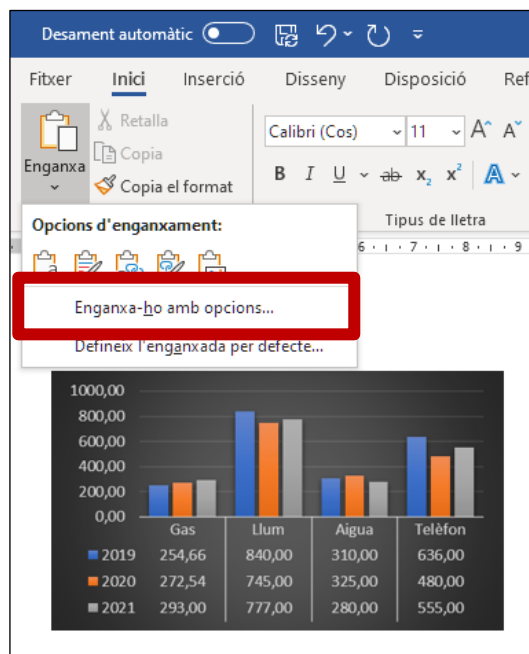 Desament automàtic
Fitxer Inici Inserció Disseny Disposició Ref
Enganxa
Retalla
Copia
Copia el format
Calibri (Cos) 11 A A
B I U ab x₂ x² A
Tipus de lletra
Opcions d'enganxament:
6 7 8 9
Enganxa-ho amb opcions...
Defineix l'enganxada per defecte...
1000,00
800,00
600,00
400,00
200,00
0,00
Gas Llum Aigua Telèfon
2019 254,66 840,00 310,00 636,00
2020 272,54 745,00 325,00 480,00
2021 293,00 777,00 280,00 555,00